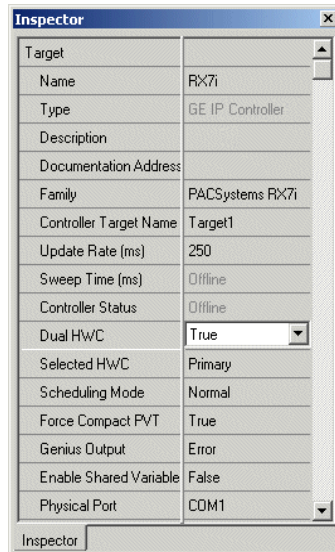 Inspector
Target
Name RX7i
Type GE IP Controller
Description
Documentation Address
Family PACSystems RX7i
Controller Target Name Target1
Update Rate (ms) 250
Sweep Time (ms) Offline
Controller Status Offline
Dual HWC True
Selected HWC Primary
Scheduling Mode Normal
Force Compact PVT True
Genius Output Error
Enable Shared Variable False
Physical Port COM1
Inspector